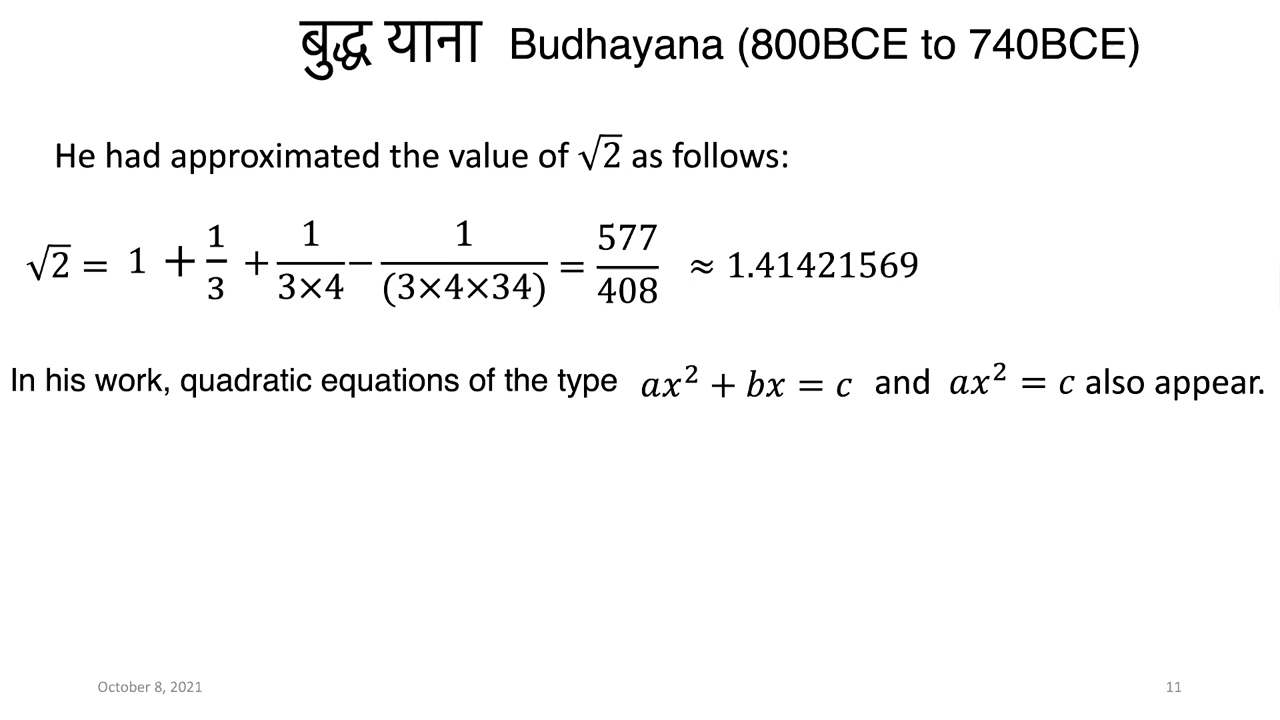 बुद्ध याना Budhayana (800BCE to 740BCE)
He had approximated the value of √2 as follows:
√2 = 1 + 1/3 + 1/(3×4) − 1/((3×4×34)) = 577/408 ≈ 1.41421569
In his work, quadratic equations of the type ax² + bx = c and ax² = c also appear.
October 8, 2021 11